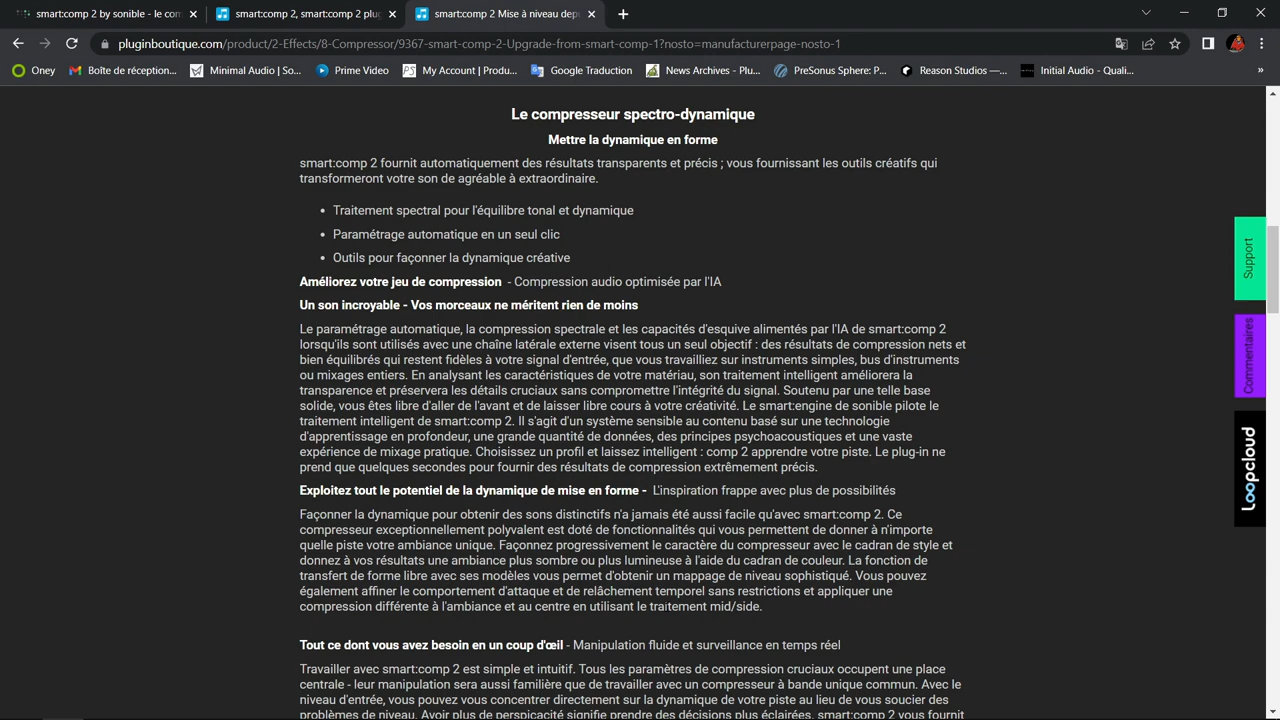 smart:comp 2 by sonible - le com
smart:comp 2, smart:comp 2 plug
smart:comp 2 Mise à niveau depu
pluginboutique.com/product/2-Effects/8-Compressor/9367-smart-comp-2-Upgrade-from-smart-comp-1?nosto=manufacturerpage-nosto-1
Oney
Boîte de réception...
Minimal Audio | So...
Prime Video
My Account | Produ...
Google Traduction
News Archives - Plu...
PreSonus Sphere: P...
Reason Studios —...
Initial Audio - Quali...
»
Le compresseur spectro-dynamique
Mettre la dynamique en forme
smart:comp 2 fournit automatiquement des résultats transparents et précis ; vous fournissant les outils créatifs qui
transformeront votre son de agréable à extraordinaire.
• Traitement spectral pour l'équilibre tonal et dynamique
• Paramétrage automatique en un seul clic
• Outils pour façonner la dynamique créative
Améliorez votre jeu de compression - Compression audio optimisée par l'IA
Un son incroyable - Vos morceaux ne méritent rien de moins
Le paramétrage automatique, la compression spectrale et les capacités d'esquive alimentés par l'IA de smart:comp 2
lorsqu'ils sont utilisés avec une chaîne latérale externe visent tous un seul objectif : des résultats de compression nets et
bien équilibrés qui restent fidèles à votre signal d'entrée, que vous travailliez sur instruments simples, bus d'instruments
ou mixages entiers. En analysant les caractéristiques de votre matériau, son traitement intelligent améliorera la
transparence et préservera les détails cruciaux sans compromettre l'intégrité du signal. Soutenu par une telle base
solide, vous êtes libre d'aller de l'avant et de laisser libre cours à votre créativité. Le smart:engine de sonible pilote le
traitement intelligent de smart:comp 2. Il s'agit d'un système sensible au contenu basé sur une technologie
d'apprentissage en profondeur, une grande quantité de données, des principes psychoacoustiques et une vaste
expérience de mixage pratique. Choisissez un profil et laissez intelligent : comp 2 apprendre votre piste. Le plug-in ne
prend que quelques secondes pour fournir des résultats de compression extrêmement précis.
Exploitez tout le potentiel de la dynamique de mise en forme - L'inspiration frappe avec plus de possibilités
Façonner la dynamique pour obtenir des sons distinctifs n'a jamais été aussi facile qu'avec smart:comp 2. Ce
compresseur exceptionnellement polyvalent est doté de fonctionnalités qui vous permettent de donner à n'importe
quelle piste votre ambiance unique. Façonnez progressivement le caractère du compresseur avec le cadran de style et
donnez à vos résultats une ambiance plus sombre ou plus lumineuse à l'aide du cadran de couleur. La fonction de
transfert de forme libre avec ses modèles vous permet d'obtenir un mappage de niveau sophistiqué. Vous pouvez
également affiner le comportement d'attaque et de relâchement temporel sans restrictions et appliquer une
compression différente à l'ambiance et au centre en utilisant le traitement mid/side.
Tout ce dont vous avez besoin en un coup d'œil - Manipulation fluide et surveillance en temps réel
Travailler avec smart:comp 2 est simple et intuitif. Tous les paramètres de compression cruciaux occupent une place
centrale - leur manipulation sera aussi familière que de travailler avec un compresseur à bande unique commun. Avec le
niveau d'entrée, vous pouvez vous concentrer directement sur la dynamique de votre piste au lieu de vous soucier des
problèmes de niveau. Avoir plus de perspicacité signifie prendre des décisions plus éclairées. smart:comp 2 vous fournit
Support
Commentaires
Loopcloud